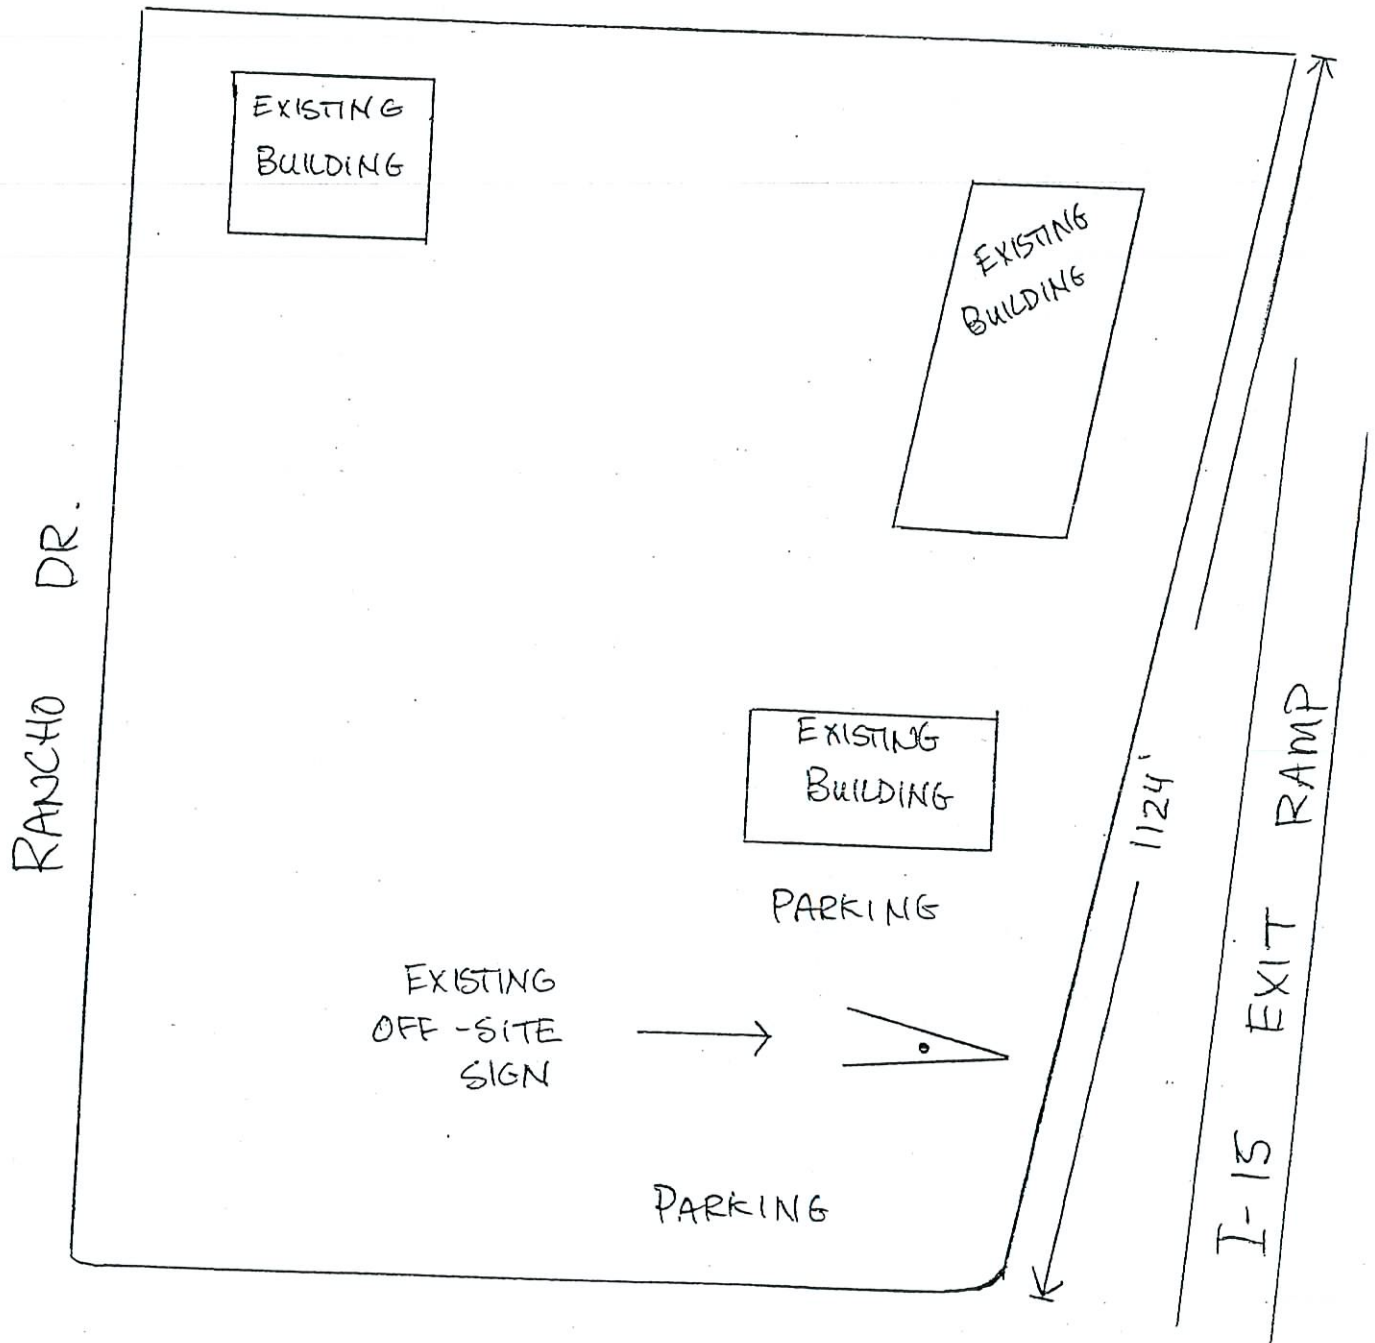 EXISTING
BUILDING
EXISTING
BUILDING
RANCHO DR.
EXISTING
BUILDING
1124'
I-15 EXIT RAMP
PARKING
EXISTING
OFF-SITE
SIGN
PARKING